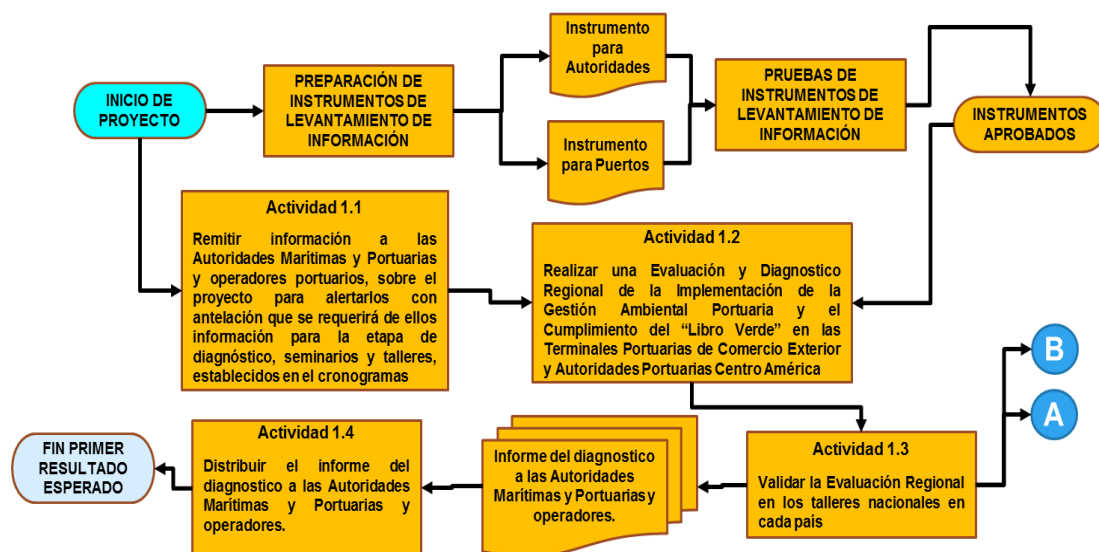 INICIO DE
PROYECTO
PREPARACIÓN DE
INSTRUMENTOS DE
LEVANTAMIENTO DE
INFORMACIÓN
Instrumento
para
Autoridades
Instrumento
para Puertos
PRUEBAS DE
INSTRUMENTOS DE
LEVANTAMIENTO DE
INFORMACIÓN
INSTRUMENTOS
APROBADOS
Actividad 1.1
Remitir información a las
Autoridades Marítimas y Portuarias
y operadores portuarios, sobre el
proyecto para alertarlos con
antelación que se requerirá de ellos
información para la etapa de
diagnóstico, seminarios y talleres,
establecidos en el cronogramas
Actividad 1.2
Realizar una Evaluación y Diagnostico
Regional de la Implementación de la
Gestión Ambiental Portuaria y el
Cumplimiento del “Libro Verde” en las
Terminales Portuarias de Comercio Exterior
y Autoridades Portuarias Centro América
B
A
Actividad 1.3
Validar la Evaluación Regional
en los talleres nacionales en
cada país
Informe del diagnostico
a las Autoridades
Marítimas y Portuarias y
operadores.
Actividad 1.4
Distribuir el informe del
diagnostico a las Autoridades
Marítimas y Portuarias y
operadores.
FIN PRIMER
RESULTADO
ESPERADO